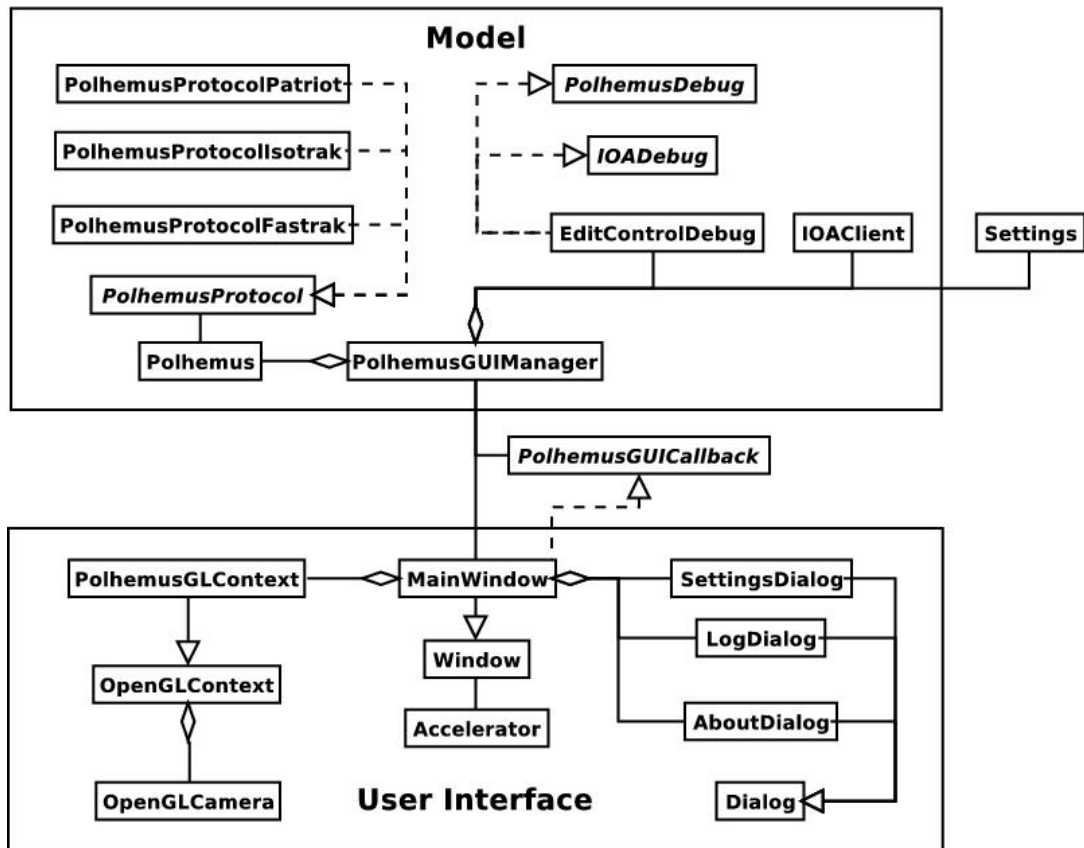 Model
PolhemusProtocolPatriot
PolhemusDebug
PolhemusProtocolIsotrak
IOADebug
PolhemusProtocolFastrak
EditControlDebug
IOAClient
Settings
PolhemusProtocol
Polhemus
PolhemusGUIManager
PolhemusGUICallback
PolhemusGLContext
MainWindow
SettingsDialog
LogDialog
Window
OpenGLContext
AboutDialog
Accelerator
OpenGLCamera
User Interface
Dialog